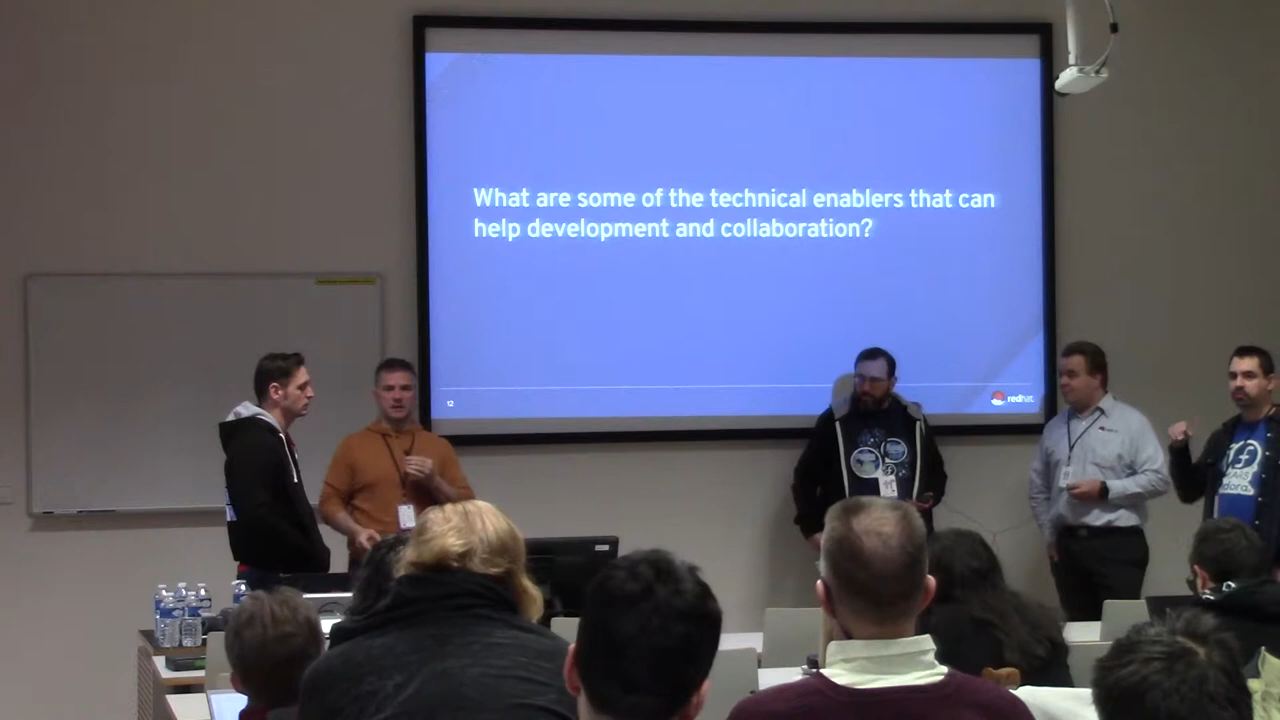 What are some of the technical enablers that can
help development and collaboration?
12
redhat.